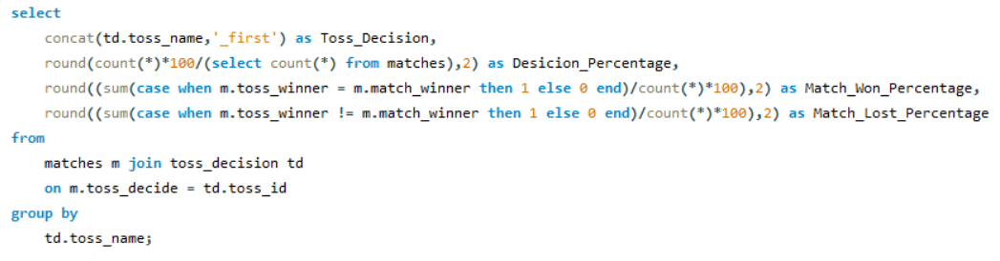 select
concat(td.toss_name,'_first') as Toss_Decision,
round(count(*)*100/(select count(*) from matches),2) as Desicion_Percentage,
round((sum(case when m.toss_winner = m.match_winner then 1 else 0 end)/count(*)*100),2) as Match_Won_Percentage,
round((sum(case when m.toss_winner != m.match_winner then 1 else 0 end)/count(*)*100),2) as Match_Lost_Percentage
from
matches m join toss_decision td
on m.toss_decide = td.toss_id
group by
td.toss_name;